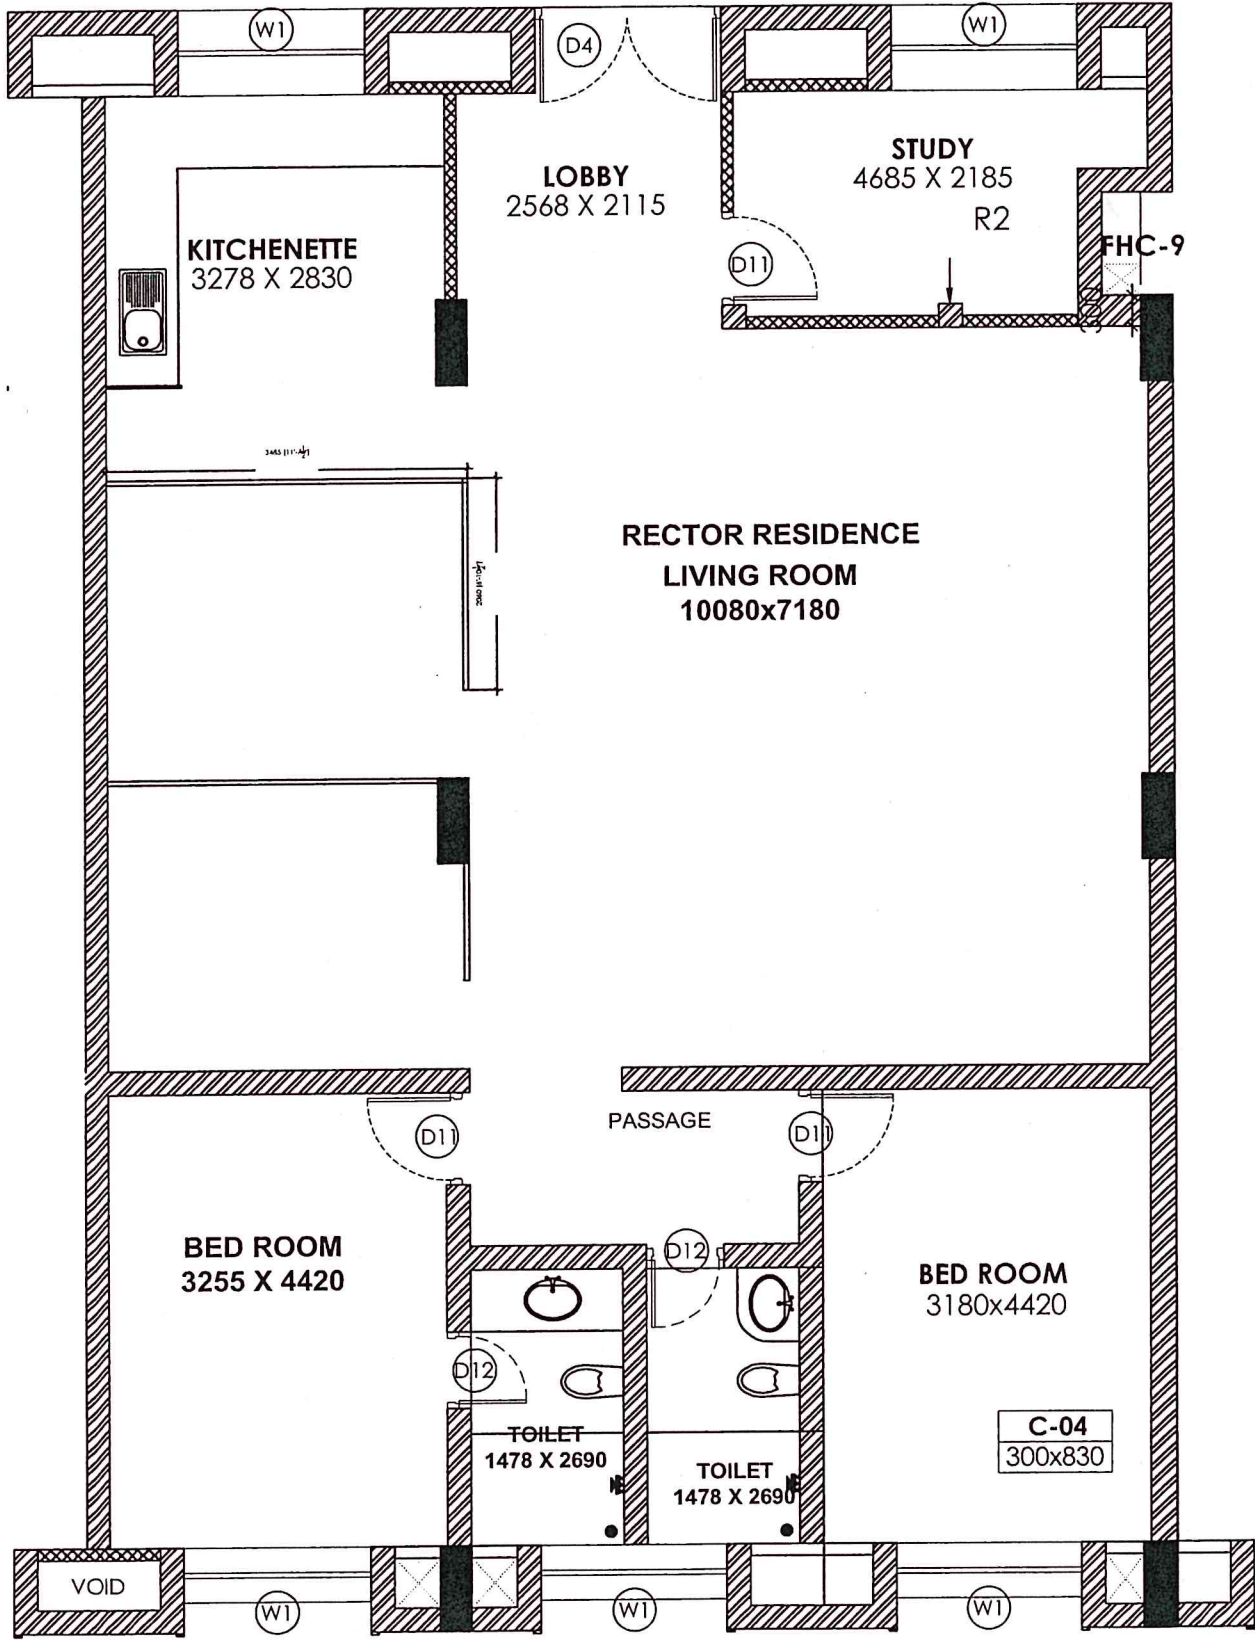 W1
D4
W1
LOBBY
2568 X 2115
STUDY
4685 X 2185
R2
KITCHENETTE
3278 X 2830
D11
FHC-9
RECTOR RESIDENCE
LIVING ROOM
10080x7180
PASSAGE
D11
D11
BED ROOM
3255 X 4420
D12
BED ROOM
3180x4420
D12
TOILET
1478 X 2690
TOILET
1478 X 2690
C-04
300x830
VOID
W1
W1
W1